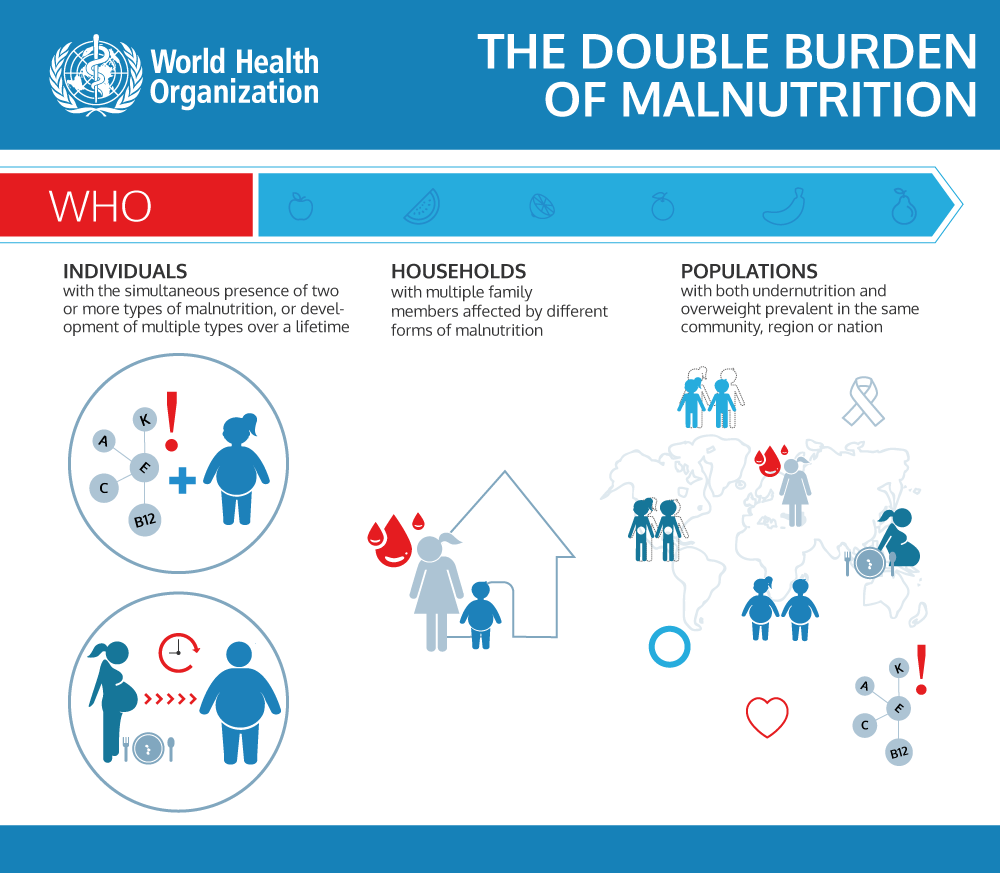 World Health
Organization
THE DOUBLE BURDEN
OF MALNUTRITION
WHO
INDIVIDUALS
with the simultaneous presence of two
or more types of malnutrition, or devel-
opment of multiple types over a lifetime
HOUSEHOLDS
with multiple family
members affected by different
forms of malnutrition
POPULATIONS
with both undernutrition and
overweight prevalent in the same
community, region or nation
K
!
A
E
C
B12
K
!
A
E
C
B12